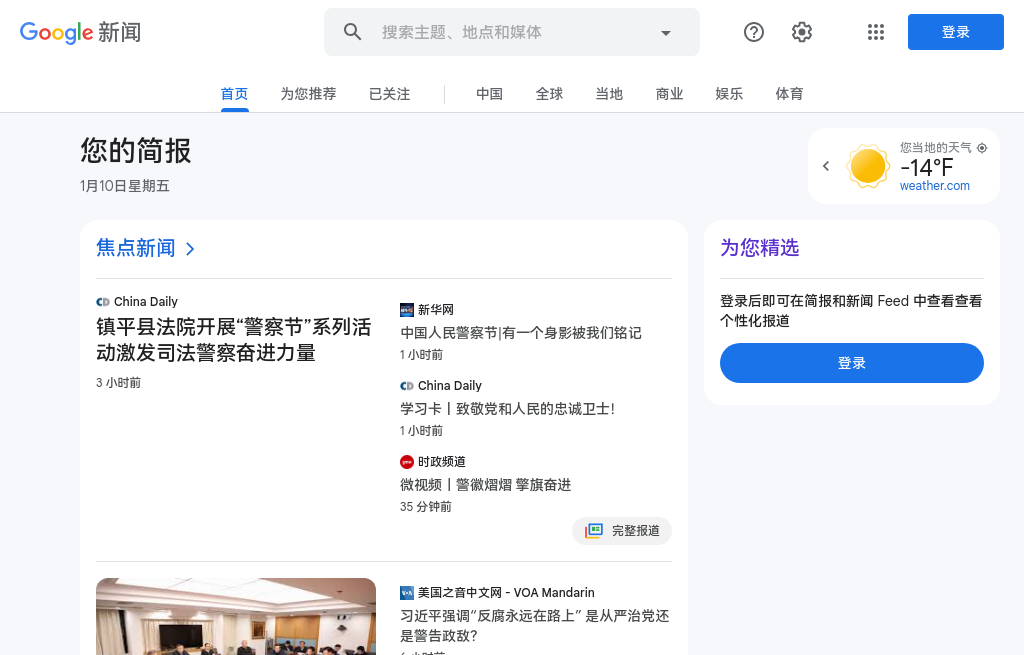 Google 新闻
搜索主题、地点和媒体
登录
首页
为您推荐
已关注
中国
全球
当地
商业
娱乐
体育
您的简报
1月10日星期五
您当地的天气
-14°F
weather.com
焦点新闻
China Daily
镇平县法院开展“警察节”系列活
动激发司法警察奋进力量
3 小时前
新华网
中国人民警察节|有一个身影被我们铭记
1 小时前
China Daily
学习卡丨致敬党和人民的忠诚卫士！
1 小时前
时政频道
微视频丨警徽熠熠 擎旗奋进
35 分钟前
完整报道
美国之音中文网 - VOA Mandarin
习近平强调“反腐永远在路上” 是从严治党还
是警告政敌？
为您精选
登录后即可在简报和新闻 Feed 中查看查看
个性化报道
登录